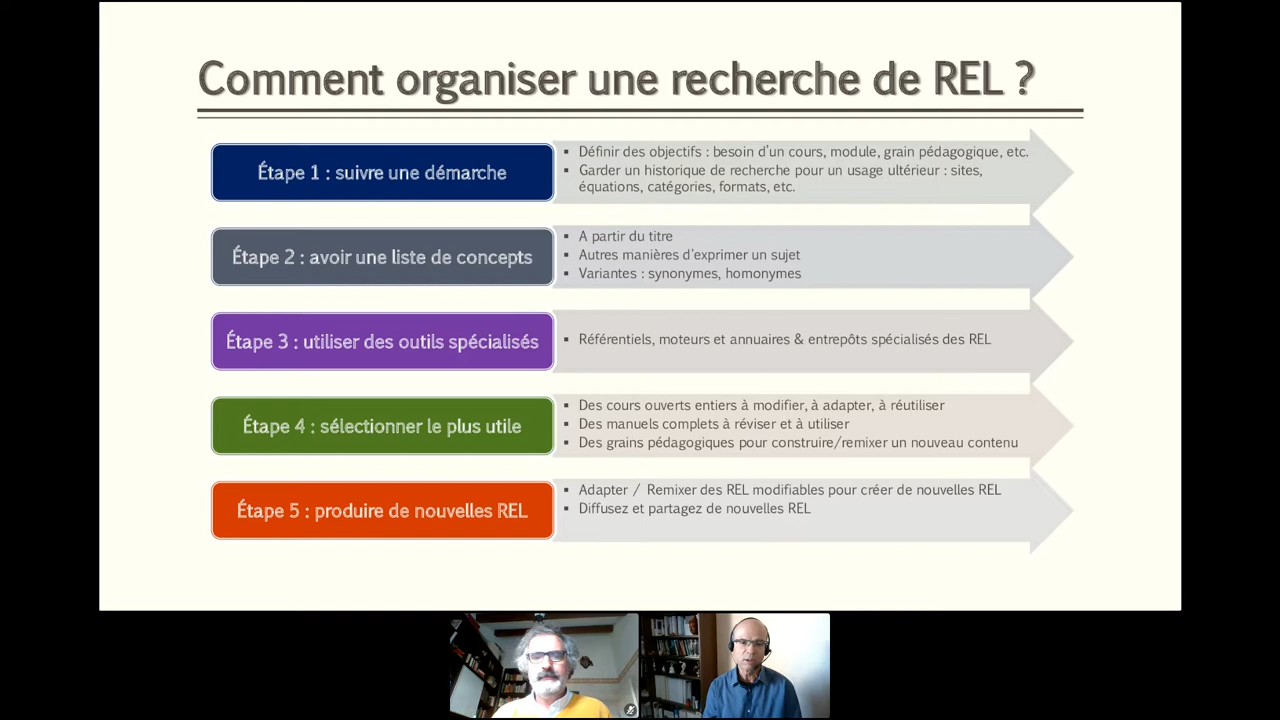 Comment organiser une recherche de REL ?
Étape 1 : suivre une démarche
▪ Définir des objectifs : besoin d'un cours, module, grain pédagogique, etc.
▪ Garder un historique de recherche pour un usage ultérieur : sites,
équations, catégories, formats, etc.
Étape 2 : avoir une liste de concepts
▪ A partir du titre
▪ Autres manières d'exprimer un sujet
▪ Variantes : synonymes, homonymes
Étape 3 : utiliser des outils spécialisés
▪ Référentiels, moteurs et annuaires & entrepôts spécialisés des REL
Étape 4 : sélectionner le plus utile
▪ Des cours ouverts entiers à modifier, à adapter, à réutiliser
▪ Des manuels complets à réviser et à utiliser
▪ Des grains pédagogiques pour construire/remixer un nouveau contenu
Étape 5 : produire de nouvelles REL
▪ Adapter / Remixer des REL modifiables pour créer de nouvelles REL
▪ Diffusez et partagez de nouvelles REL